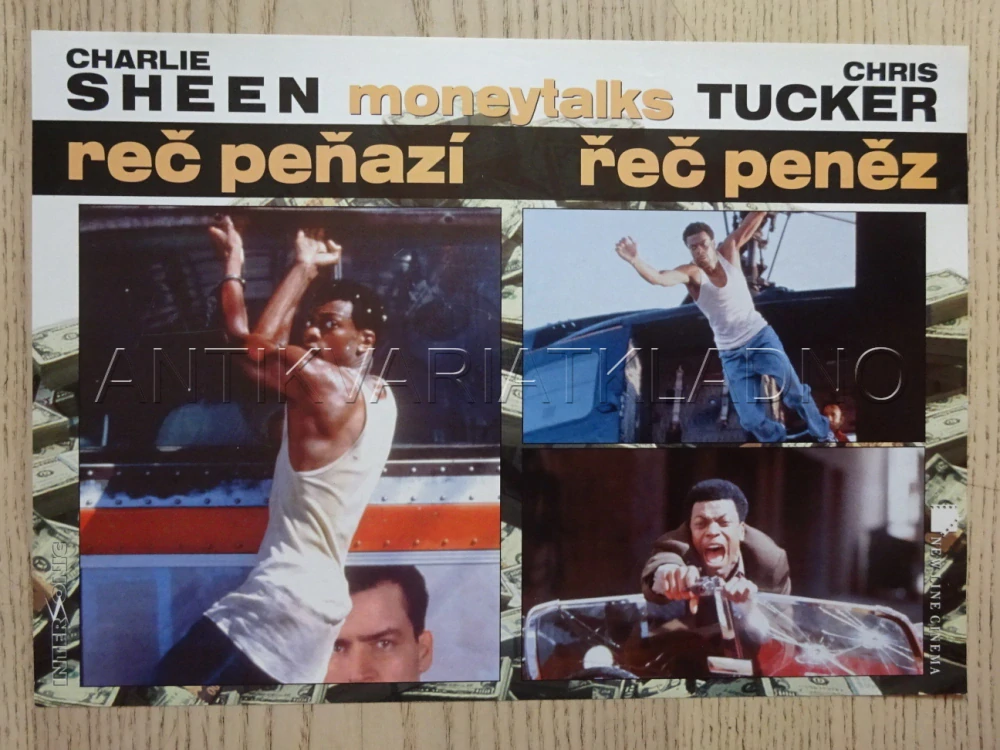 CHARLIE
SHEEN
moneytalks
CHRIS
TUCKER
reč peňazí
řeč peněz
ANTIKVARIATKLADNO
INTERSONIC
NEW LINE CINEMA